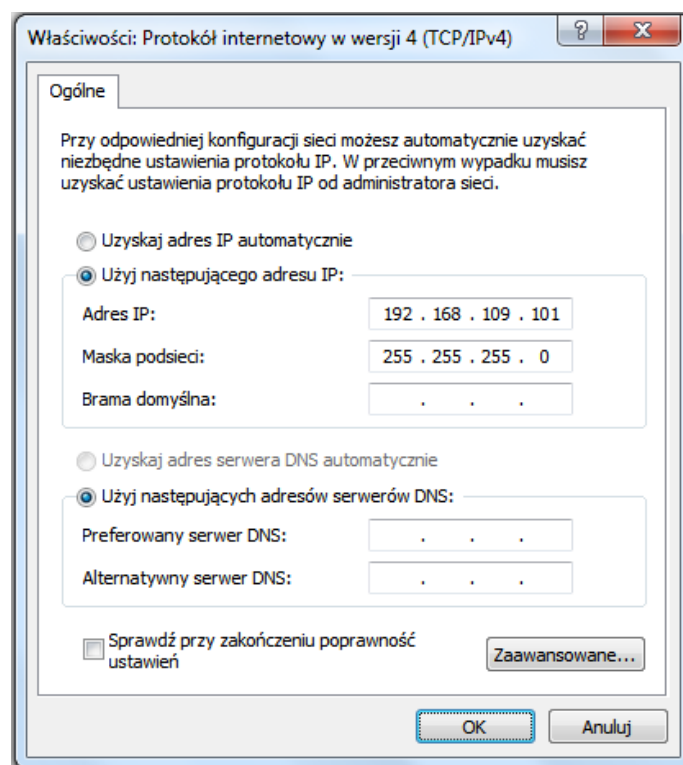 Właściwości: Protokół internetowy w wersji 4 (TCP/IPv4)
?
Ogólne
Przy odpowiedniej konfiguracji sieci możesz automatycznie uzyskać
niezbędne ustawienia protokołu IP. W przeciwnym wypadku musisz
uzyskać ustawienia protokołu IP od administratora sieci.
Uzyskaj adres IP automatycznie
Użyj następującego adresu IP:
Adres IP: 192 . 168 . 109 . 101
Maska podsieci: 255 . 255 . 255 . 0
Brama domyślna: . . .
Uzyskaj adres serwera DNS automatycznie
Użyj następujących adresów serwerów DNS:
Preferowany serwer DNS: . . .
Alternatywny serwer DNS: . . .
Sprawdź przy zakończeniu poprawność
ustawień
Zaawansowane...
OK Anuluj